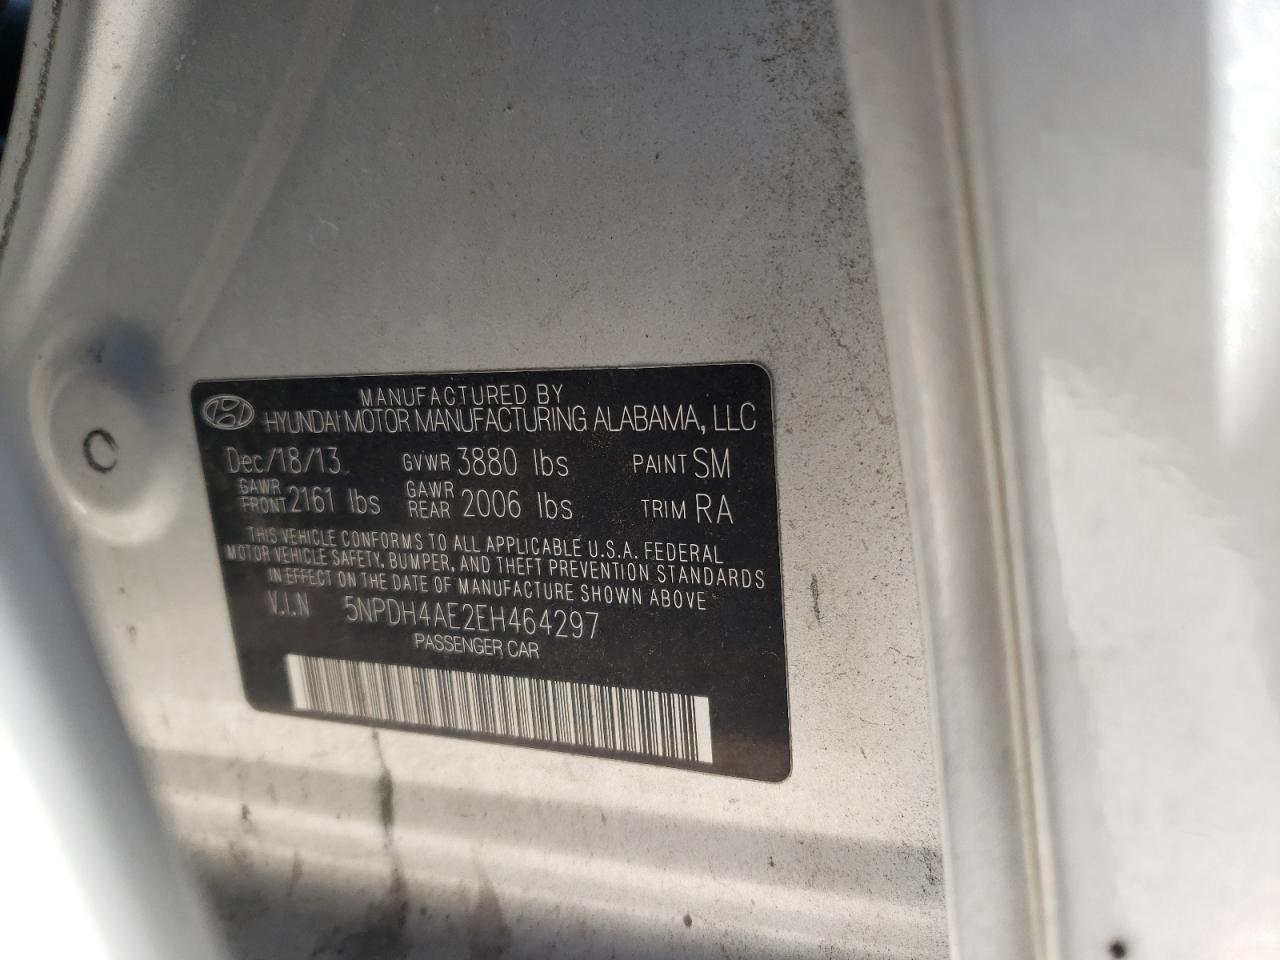 MANUFACTURED BY
HYUNDAI MOTOR MANUFACTURING ALABAMA, LLC
Dec/18/13 GVWR 3880 lbs PAINT SM
GAWR FRONT 2161 lbs GAWR REAR 2006 lbs TRIM RA
THIS VEHICLE CONFORMS TO ALL APPLICABLE U.S.A. FEDERAL
MOTOR VEHICLE SAFETY, BUMPER, AND THEFT PREVENTION STANDARDS
IN EFFECT ON THE DATE OF MANUFACTURE SHOWN ABOVE
V.I.N 5NPDH4AE2EH464297
PASSENGER CAR